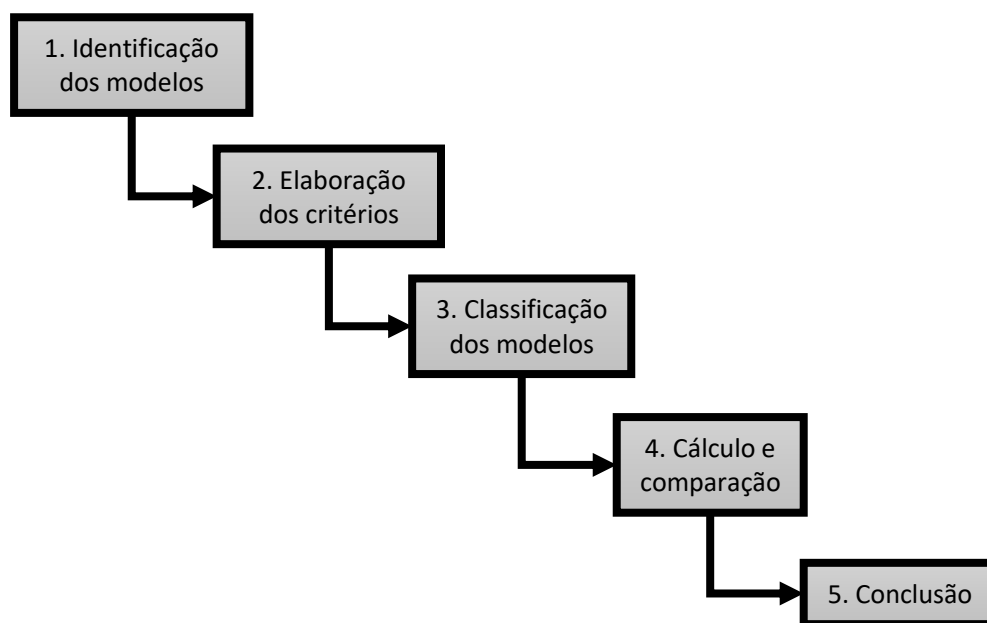 1. Identificação
dos modelos
2. Elaboração
dos critérios
3. Classificação
dos modelos
4. Cálculo e
comparação
5. Conclusão